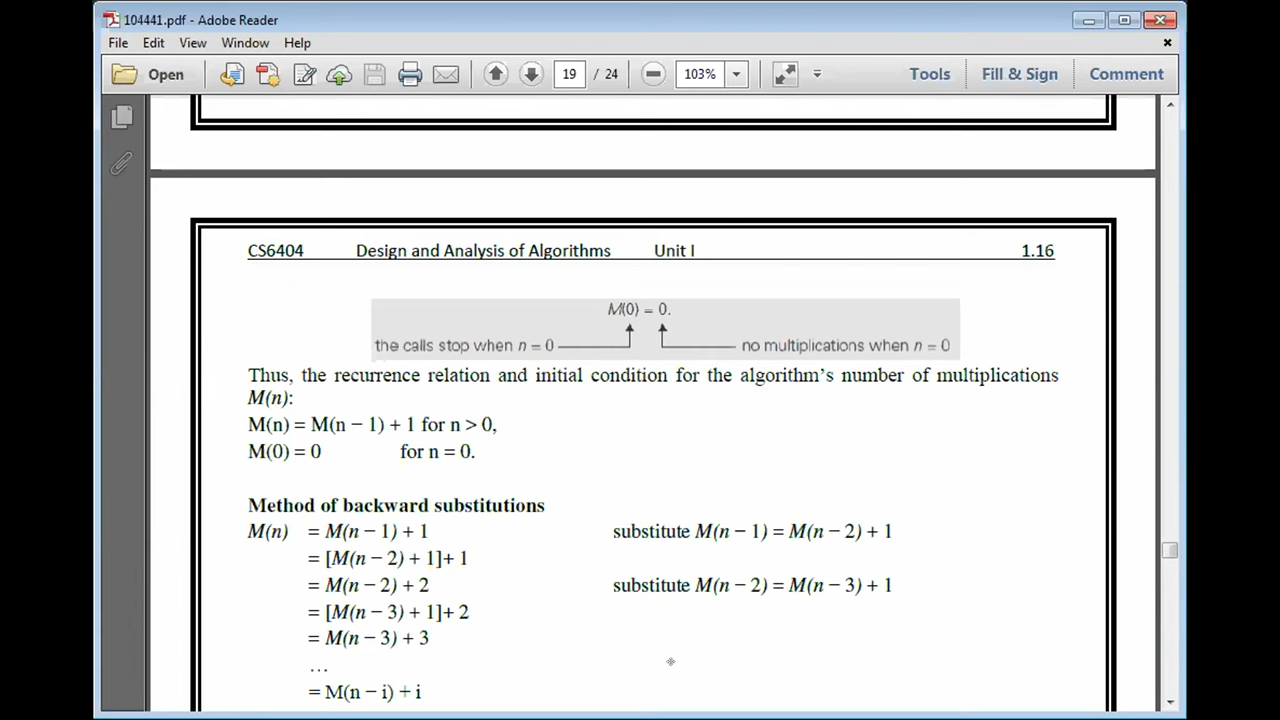 104441.pdf - Adobe Reader
File Edit View Window Help
Open 19 / 24 103% Tools Fill & Sign Comment
CS6404 Design and Analysis of Algorithms Unit I 1.16
M(0) = 0.
the calls stop when n = 0 no multiplications when n = 0
Thus, the recurrence relation and initial condition for the algorithm’s number of multiplications
M(n):
M(n) = M(n − 1) + 1 for n > 0,
M(0) = 0 for n = 0.
Method of backward substitutions
M(n) = M(n − 1) + 1 substitute M(n − 1) = M(n − 2) + 1
= [M(n − 2) + 1]+ 1
= M(n − 2) + 2 substitute M(n − 2) = M(n − 3) + 1
= [M(n − 3) + 1]+ 2
= M(n − 3) + 3
…
= M(n − i) + i